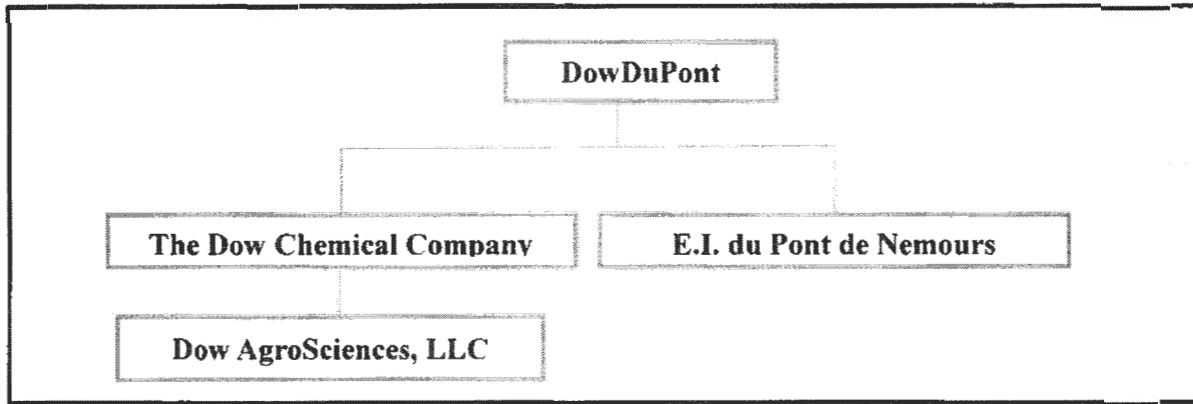 DowDuPont
The Dow Chemical Company
E.I. du Pont de Nemours
Dow AgroSciences, LLC